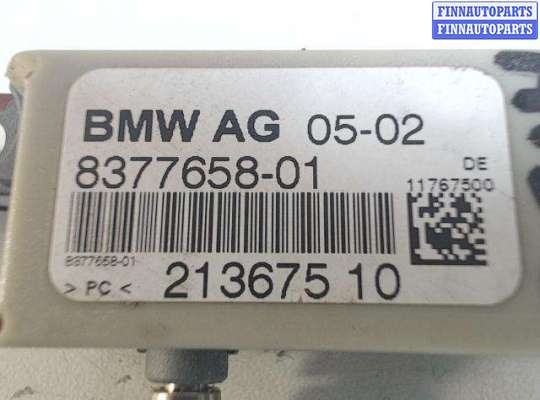 FINNAUTOPARTS
FINNAUTOPARTS
BMW AG 05-02
8377658-01
DE
11767500
8377658-01
> PC < 213675 10